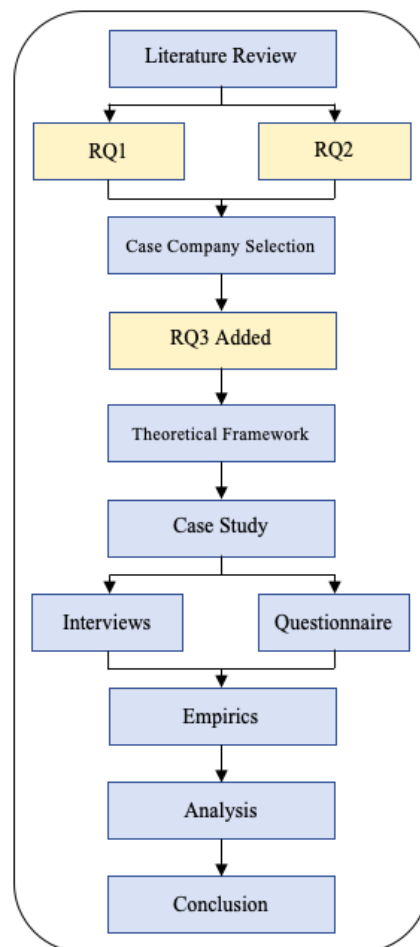 Literature Review
RQ1
RQ2
Case Company Selection
RQ3 Added
Theoretical Framework
Case Study
Interviews
Questionnaire
Empirics
Analysis
Conclusion